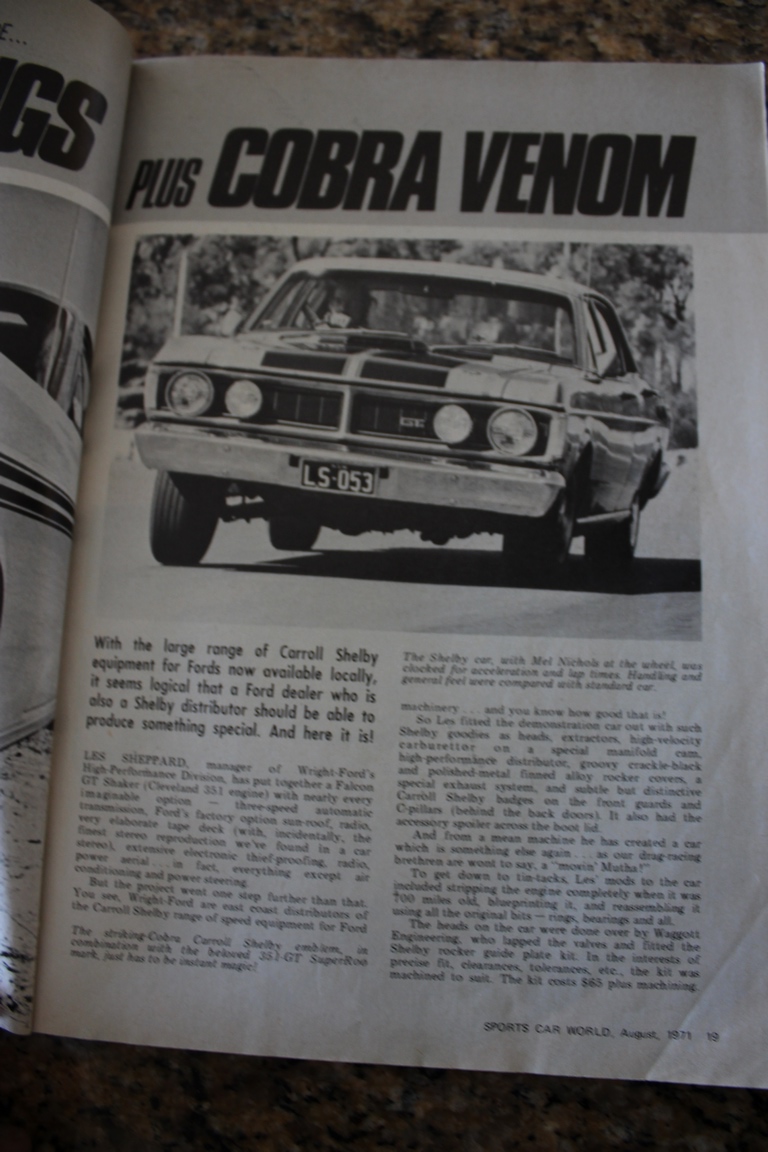 E...
GS
PLUS COBRA VENOM
GT
LS·053
With the large range of Carroll Shelby
equipment for Fords now available locally,
it seems logical that a Ford dealer who is
also a Shelby distributor should be able to
produce something special. And here it is!
LES SHEPPARD, manager of Wright-Ford's
High-Performance Division, has put together a Falcon
GT Shaker (Cleveland 351 engine) with nearly every
imaginable option — three-speed automatic
transmission, Ford's factory option sun-roof, radio,
very elaborate tape deck (with, incidentally, the
finest stereo reproduction we've found in a car
stereo), extensive electronic thief-proofing, radio,
power aerial . . . in fact, everything except air
conditioning and power steering.
But the project went one step further than that.
You see, Wright-Ford are east coast distributors of
the Carroll Shelby range of speed equipment for Ford
The striking-Cobra Carroll Shelby emblem, in
combination with the beloved 351-GT SuperRoo
mark, just has to be instant magic!
The Shelby car, with Mel Nichols at the wheel, was
clocked for acceleration and lap times. Handling and
general feel were compared with standard car.
machinery . . . and you know how good that is!
So Les fitted the demonstration car out with such
Shelby goodies as heads, extractors, high-velocity
carburettor on a special manifold cam,
high-performance distributor, groovy crackle-black
and polished-metal finned alloy rocker covers, a
special exhaust system, and subtle but distinctive
Carroll Shelby badges on the front guards and
C-pillars (behind the back doors). It also had the
accessory spoiler across the boot lid.
And from a mean machine he has created a car
which is something else again . . . as our drag-racing
brethren are wont to say, a "movin' Mutha!"
To get down to tin-tacks, Les' mods to the car
included stripping the engine completely when it was
700 miles old, blueprinting it, and reassembling it
using all the original bits — rings, bearings and all.
The heads on the car were done over by Waggott
Engineering, who lapped the valves and fitted the
Shelby rocker guide plate kit. In the interests of
precise fit, clearances, tolerances, etc., the kit was
machined to suit. The kit costs $65 plus machining.
SPORTS CAR WORLD, August, 1971 19